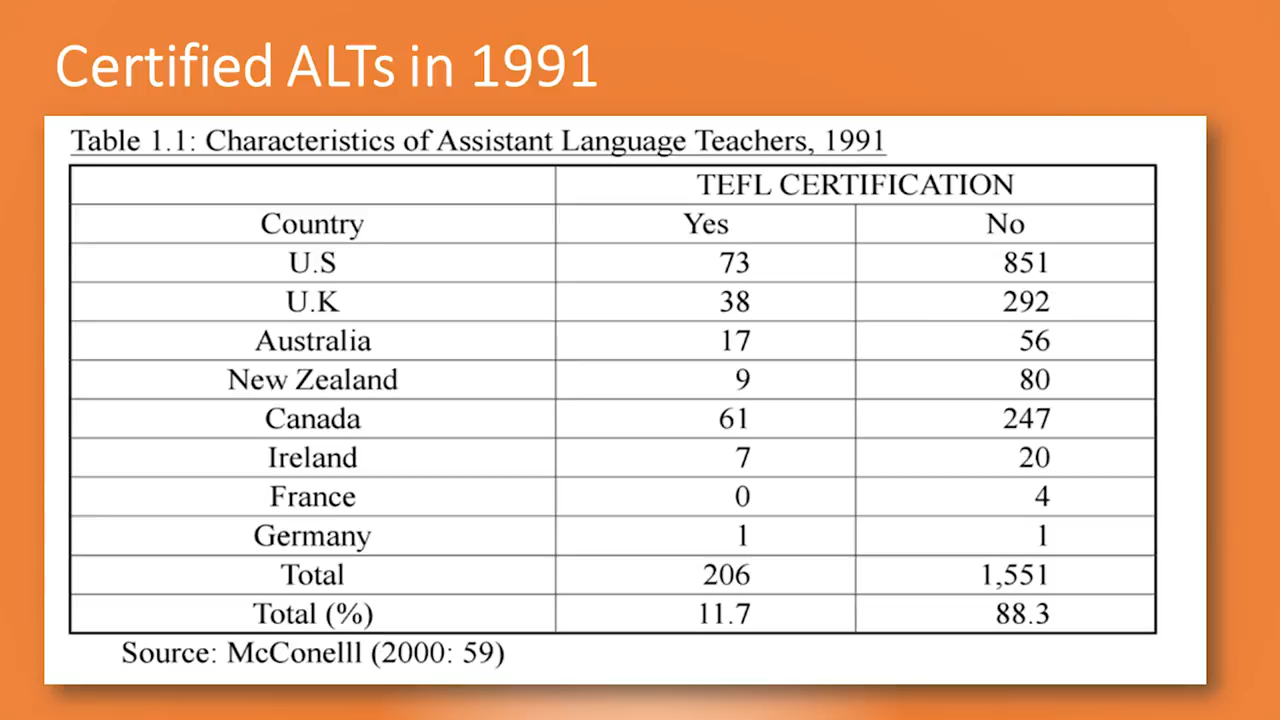 Certified ALTs in 1991
Table 1.1: Characteristics of Assistant Language Teachers, 1991
TEFL CERTIFICATION
Country Yes No
U.S 73 851
U.K 38 292
Australia 17 56
New Zealand 9 80
Canada 61 247
Ireland 7 20
France 0 4
Germany 1 1
Total 206 1,551
Total (%) 11.7 88.3
Source: McConelll (2000: 59)